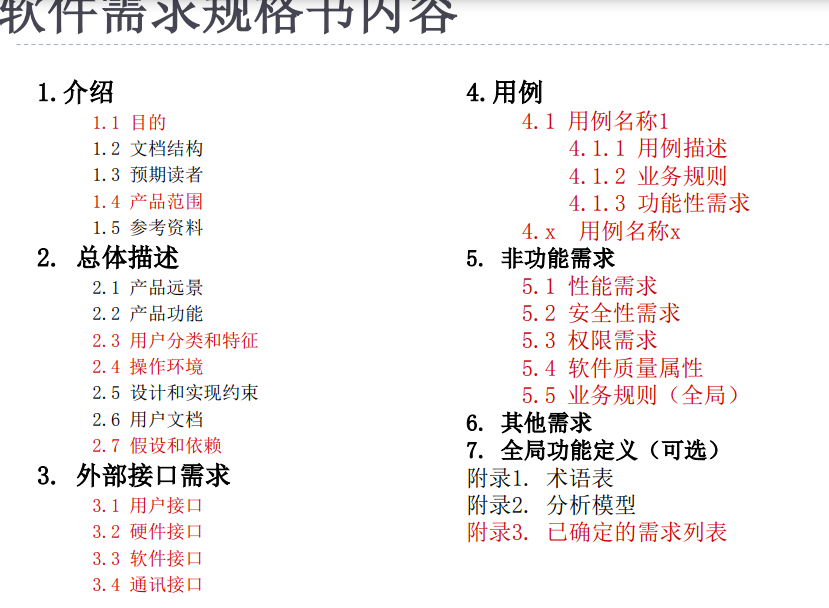 软件需求规格书内容
1.介绍
1.1 目的
1.2 文档结构
1.3 预期读者
1.4 产品范围
1.5 参考资料
2. 总体描述
2.1 产品远景
2.2 产品功能
2.3 用户分类和特征
2.4 操作环境
2.5 设计和实现约束
2.6 用户文档
2.7 假设和依赖
3. 外部接口需求
3.1 用户接口
3.2 硬件接口
3.3 软件接口
3.4 通讯接口
4.用例
4.1 用例名称1
4.1.1 用例描述
4.1.2 业务规则
4.1.3 功能性需求
4.x 用例名称x
5. 非功能需求
5.1 性能需求
5.2 安全性需求
5.3 权限需求
5.4 软件质量属性
5.5 业务规则（全局）
6. 其他需求
7. 全局功能定义（可选）
附录1. 术语表
附录2. 分析模型
附录3. 已确定的需求列表